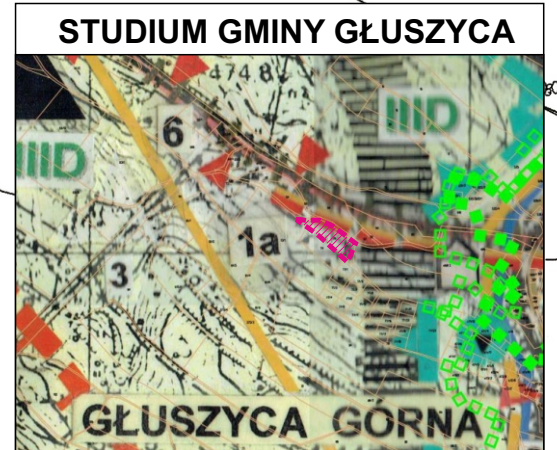 STUDIUM GMINY GŁUSZYCA
474.8
6
IIID
IIID
1a
3
GŁUSZYCA GÓRNA